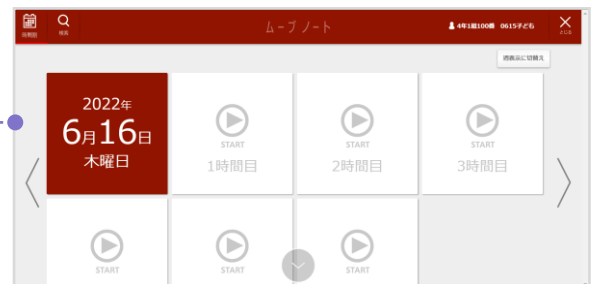 時間割
検索
ムーブノート
4年1組100番 0615子ども
とじる
週表示に切替え
2022年
6月16日
木曜日
START
1時間目
START
2時間目
START
3時間目
START
START
START